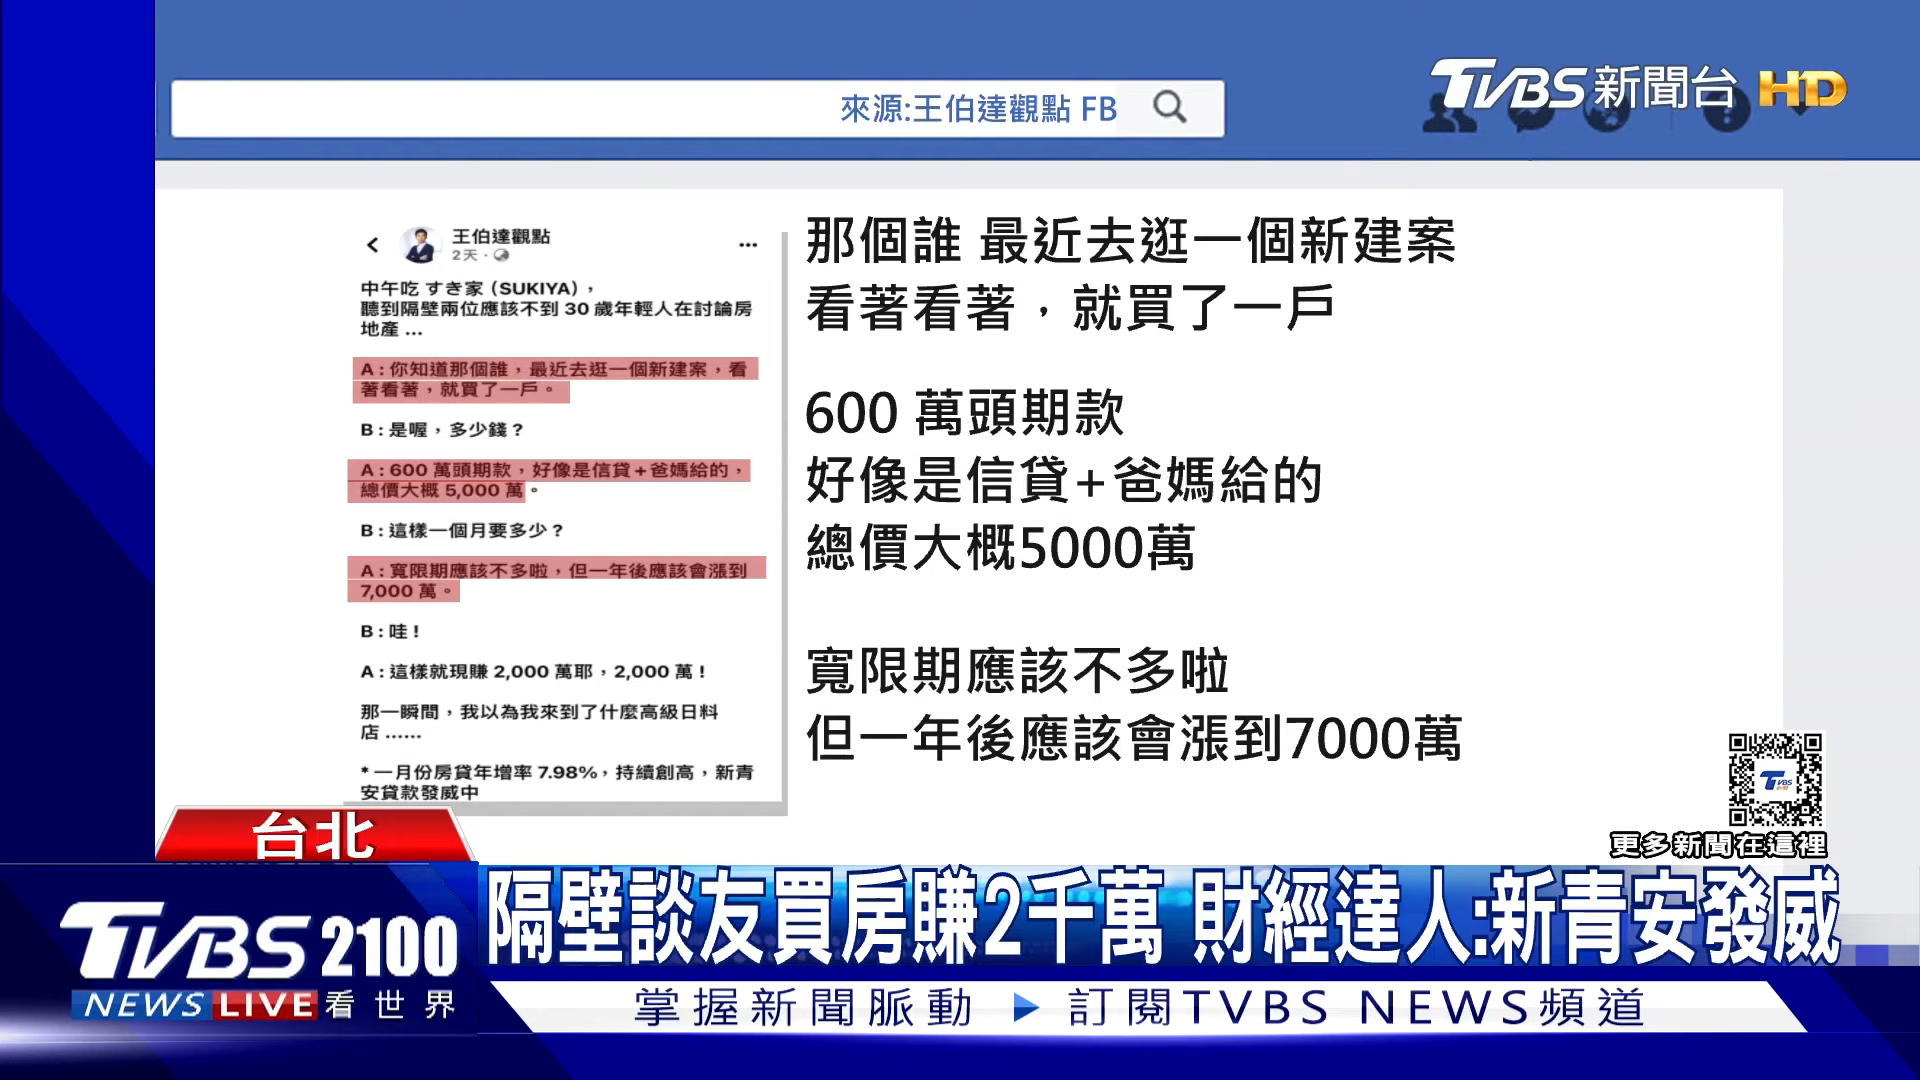 來源:王伯達觀點 FB
TVBS新聞台 HD
王伯達觀點
2天 ·
中午吃 すき家（SUKIYA），
聽到隔壁兩位應該不到 30 歲年輕人在討論房
地產 ...
A：你知道那個誰，最近去逛一個新建案，看
著看著，就買了一戶。
B：是喔，多少錢？
A：600 萬頭期款，好像是信貸＋爸媽給的，
總價大概 5,000 萬。
B：這樣一個月要多少？
A：寬限期應該不多啦，但一年後應該會漲到
7,000 萬。
B：哇！
A：這樣就現賺 2,000 萬耶，2,000 萬！
那一瞬間，我以為我來到了什麼高級日料
店 ......
* 一月份房貸年增率 7.98%，持續創高，新青
安貸款發威中
那個誰 最近去逛一個新建案
看著看著，就買了一戶
600 萬頭期款
好像是信貸+爸媽給的
總價大概5000萬
寬限期應該不多啦
但一年後應該會漲到7000萬
TVBS新聞
更多新聞在這裡
台北
隔壁談友買房賺2千萬 財經達人:新青安發威
TVBS 2100
NEWS LIVE 看世界
掌握新聞脈動 ▶ 訂閱TVBS NEWS頻道